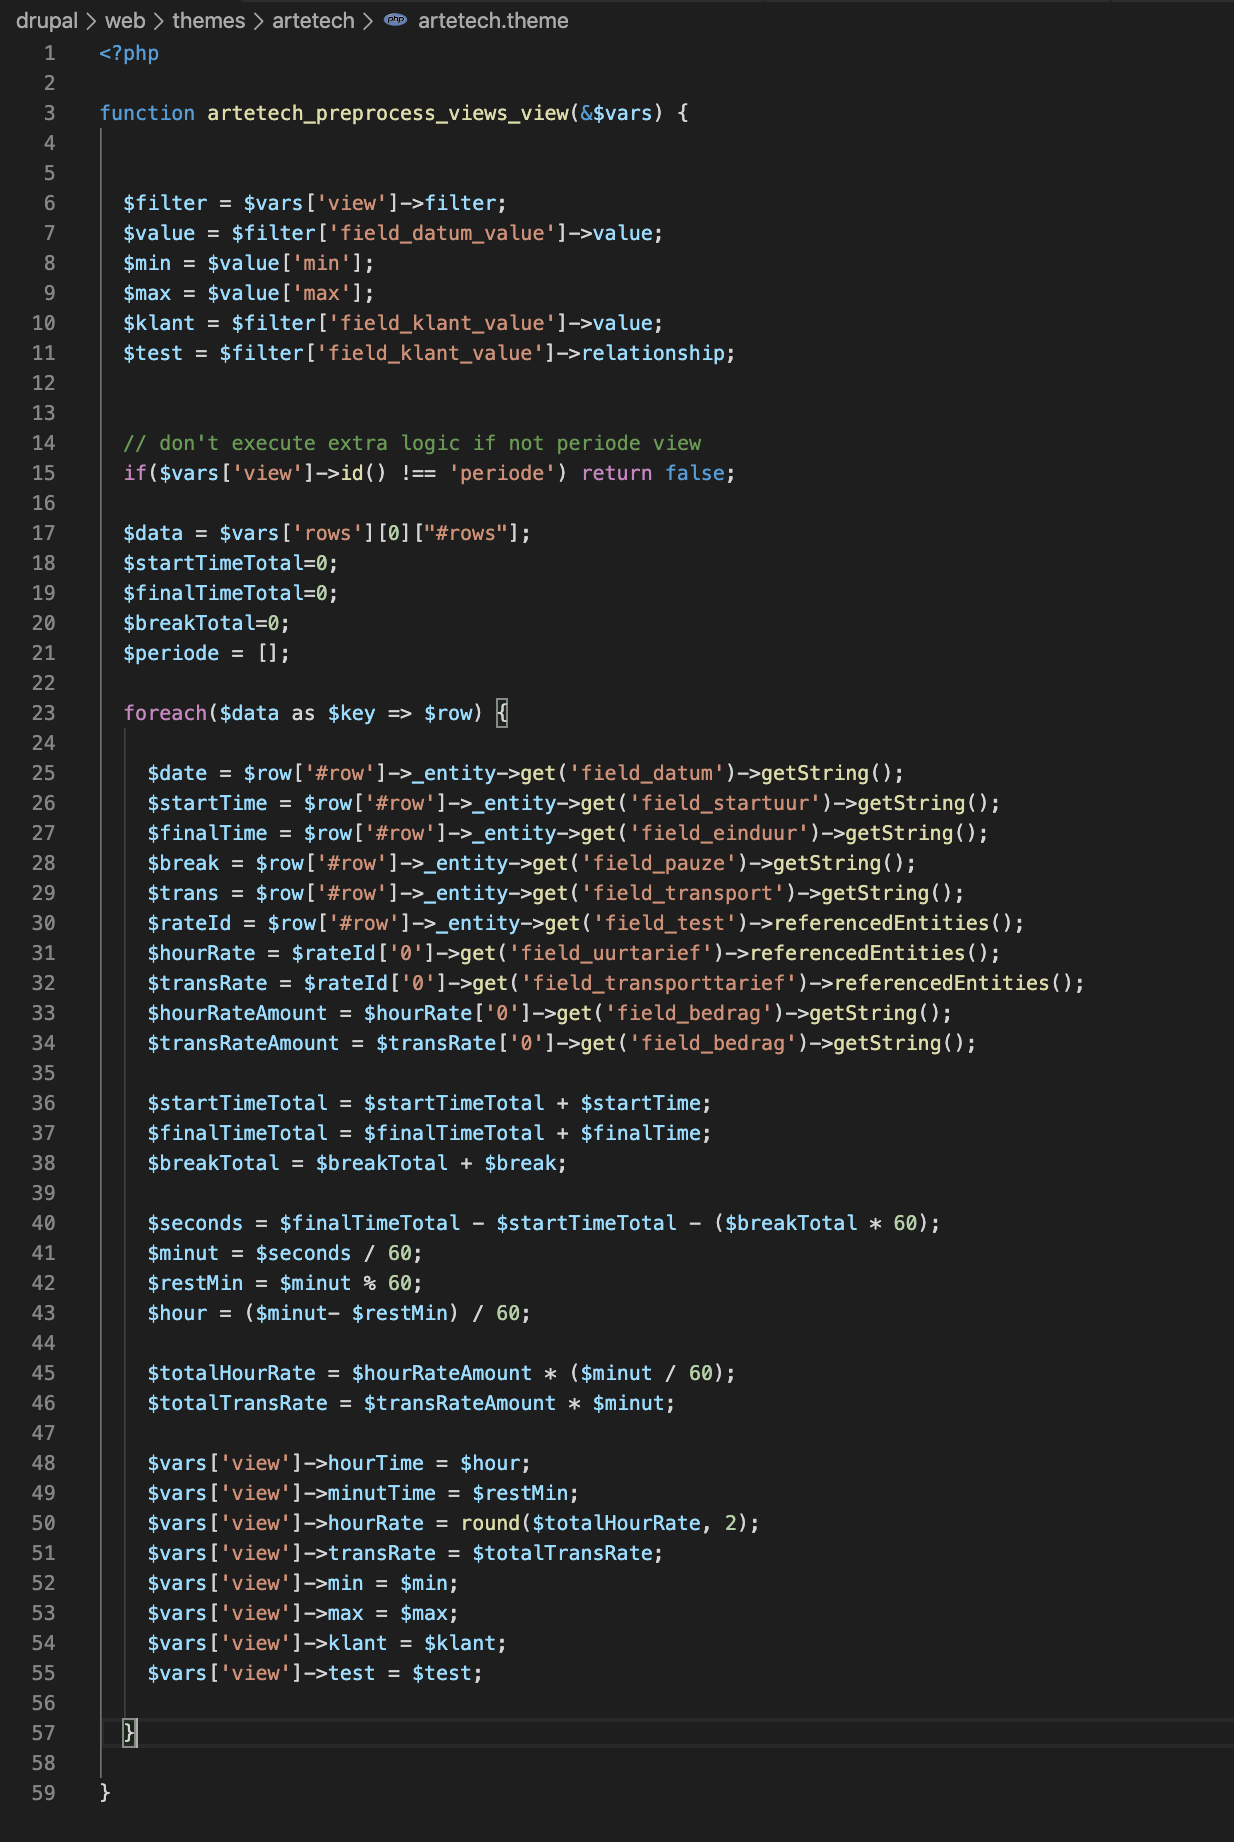 drupal > web > themes > artetech > php artetech.theme
1 <?php
2
3 function artetech_preprocess_views_view(&$vars) {
4
5
6 $filter = $vars['view']->filter;
7 $value = $filter['field_datum_value']->value;
8 $min = $value['min'];
9 $max = $value['max'];
10 $klant = $filter['field_klant_value']->value;
11 $test = $filter['field_klant_value']->relationship;
12
13
14 // don't execute extra logic if not periode view
15 if($vars['view']->id() !== 'periode') return false;
16
17 $data = $vars['rows'][0]["#rows"];
18 $startTimeTotal=0;
19 $finalTimeTotal=0;
20 $breakTotal=0;
21 $periode = [];
22
23 foreach($data as $key => $row) {
24
25 $date = $row['#row']->_entity->get('field_datum')->getString();
26 $startTime = $row['#row']->_entity->get('field_startuur')->getString();
27 $finalTime = $row['#row']->_entity->get('field_einduur')->getString();
28 $break = $row['#row']->_entity->get('field_pauze')->getString();
29 $trans = $row['#row']->_entity->get('field_transport')->getString();
30 $rateId = $row['#row']->_entity->get('field_test')->referencedEntities();
31 $hourRate = $rateId['0']->get('field_uurtarief')->referencedEntities();
32 $transRate = $rateId['0']->get('field_transporttarief')->referencedEntities();
33 $hourRateAmount = $hourRate['0']->get('field_bedrag')->getString();
34 $transRateAmount = $transRate['0']->get('field_bedrag')->getString();
35
36 $startTimeTotal = $startTimeTotal + $startTime;
37 $finalTimeTotal = $finalTimeTotal + $finalTime;
38 $breakTotal = $breakTotal + $break;
39
40 $seconds = $finalTimeTotal - $startTimeTotal - ($breakTotal * 60);
41 $minut = $seconds / 60;
42 $restMin = $minut % 60;
43 $hour = ($minut- $restMin) / 60;
44
45 $totalHourRate = $hourRateAmount * ($minut / 60);
46 $totalTransRate = $transRateAmount * $minut;
47
48 $vars['view']->hourTime = $hour;
49 $vars['view']->minutTime = $restMin;
50 $vars['view']->hourRate = round($totalHourRate, 2);
51 $vars['view']->transRate = $totalTransRate;
52 $vars['view']->min = $min;
53 $vars['view']->max = $max;
54 $vars['view']->klant = $klant;
55 $vars['view']->test = $test;
56
57 }
58
59 }